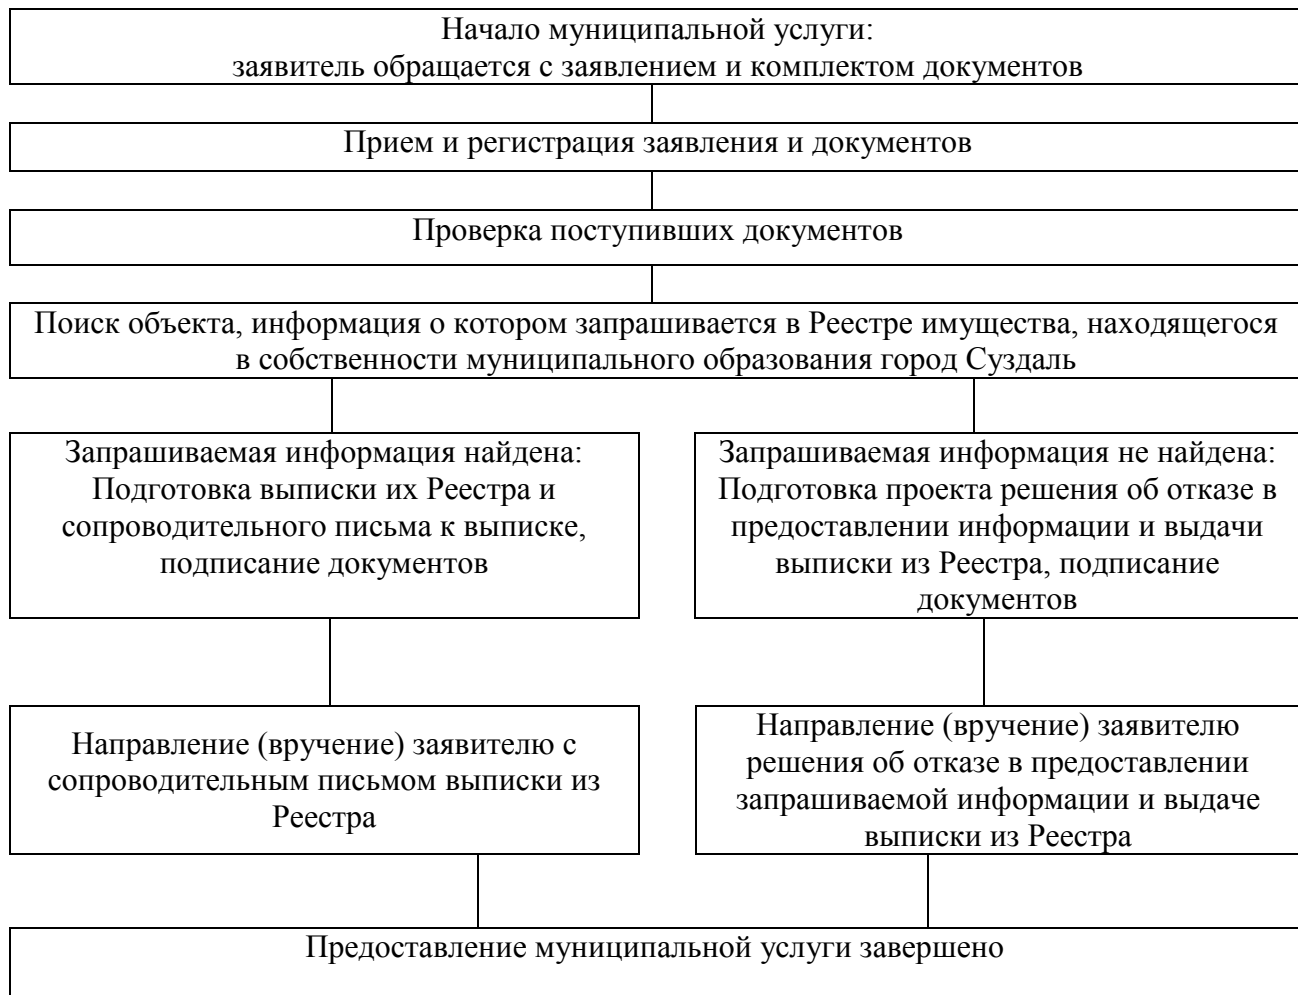 Начало муниципальной услуги:
заявитель обращается с заявлением и комплектом документов
Прием и регистрация заявления и документов
Проверка поступивших документов
Поиск объекта, информация о котором запрашивается в Реестре имущества, находящегося
в собственности муниципального образования город Суздаль
Запрашиваемая информация найдена:
Подготовка выписки их Реестра и
сопроводительного письма к выписке,
подписание документов
Запрашиваемая информация не найдена:
Подготовка проекта решения об отказе в
предоставлении информации и выдачи
выписки из Реестра, подписание
документов
Направление (вручение) заявителю с
сопроводительным письмом выписки из
Реестра
Направление (вручение) заявителю
решения об отказе в предоставлении
запрашиваемой информации и выдаче
выписки из Реестра
Предоставление муниципальной услуги завершено